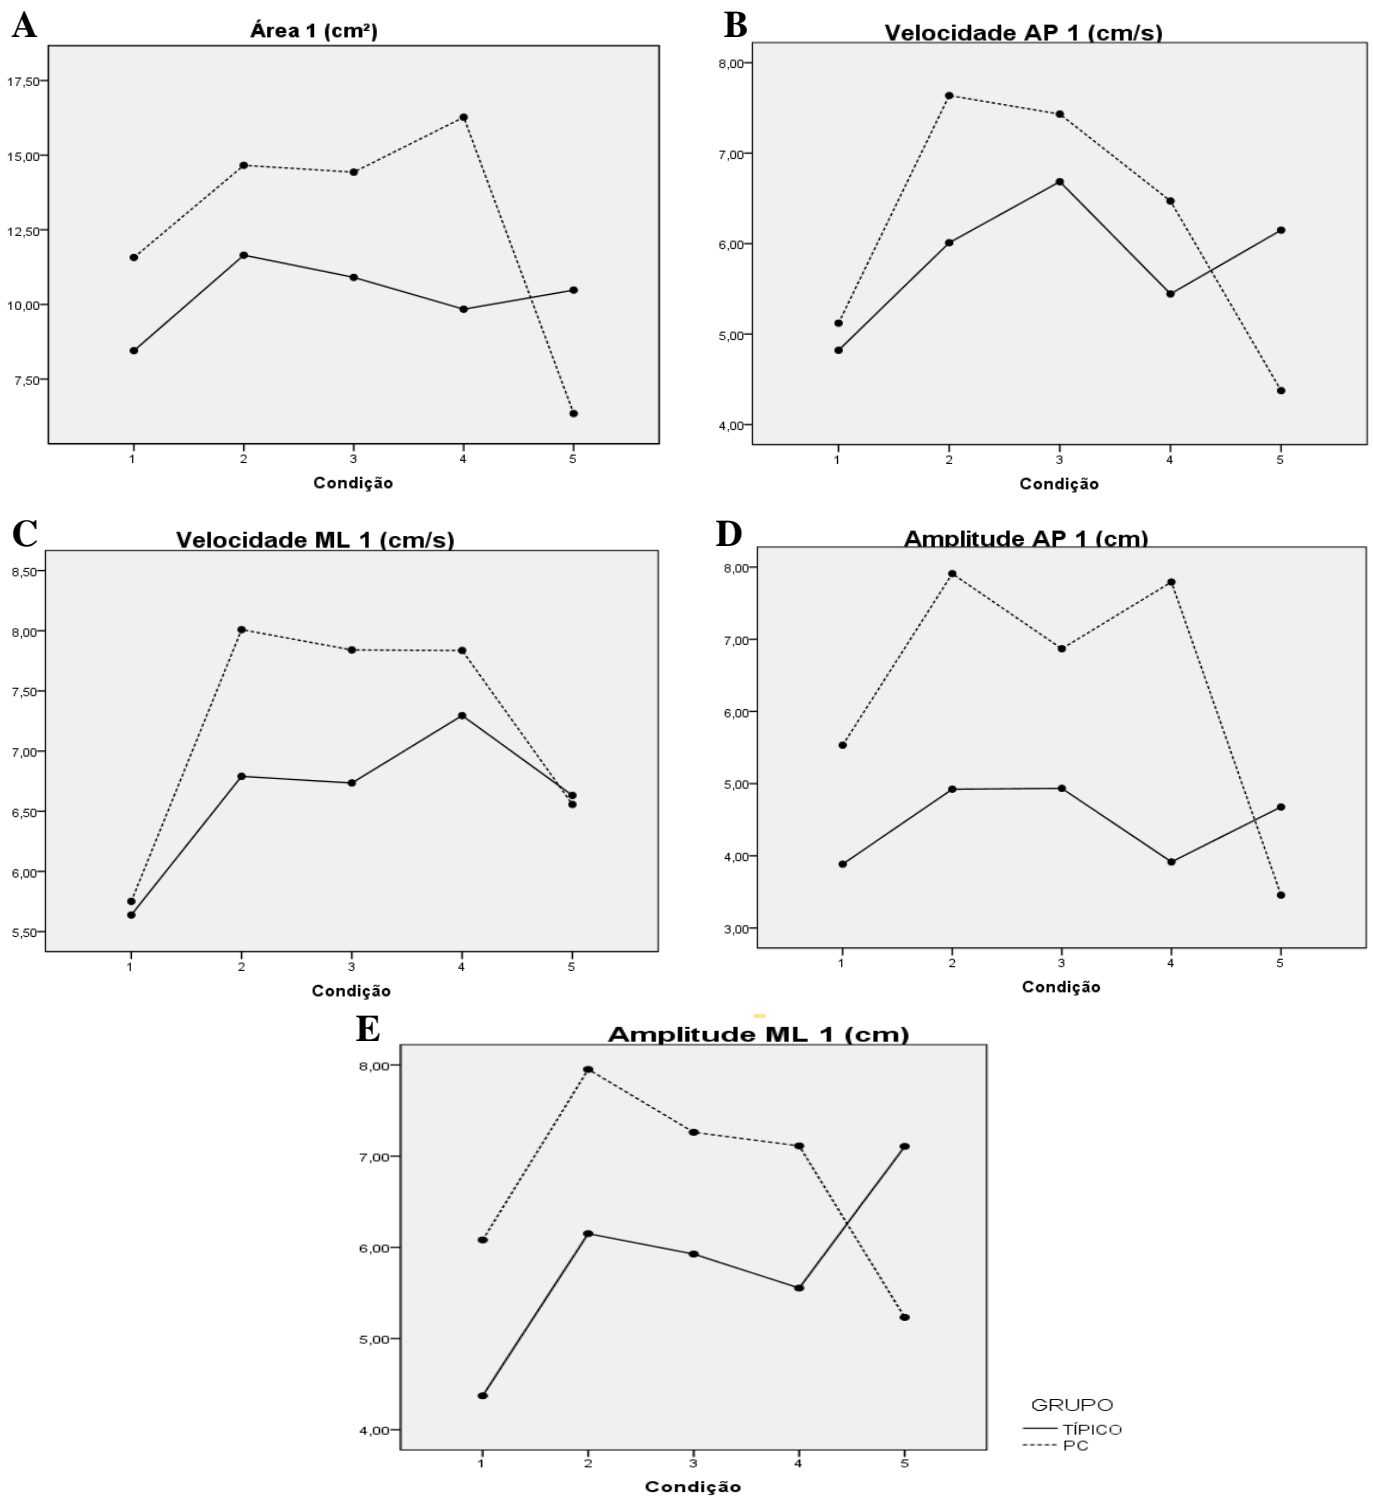 A
Área 1 (cm²)
17,50
15,00
12,50
10,00
7,50
1 2 3 4 5
Condição
B
Velocidade AP 1 (cm/s)
8,00
7,00
6,00
5,00
4,00
1 2 3 4 5
Condição
C
Velocidade ML 1 (cm/s)
8,50
8,00
7,50
7,00
6,50
6,00
5,50
1 2 3 4 5
Condição
D
Amplitude AP 1 (cm)
8,00
7,00
6,00
5,00
4,00
3,00
1 2 3 4 5
Condição
E
Amplitude ML 1 (cm)
8,00
7,00
6,00
5,00
4,00
1 2 3 4 5
Condição
GRUPO
TÍPICO
PC